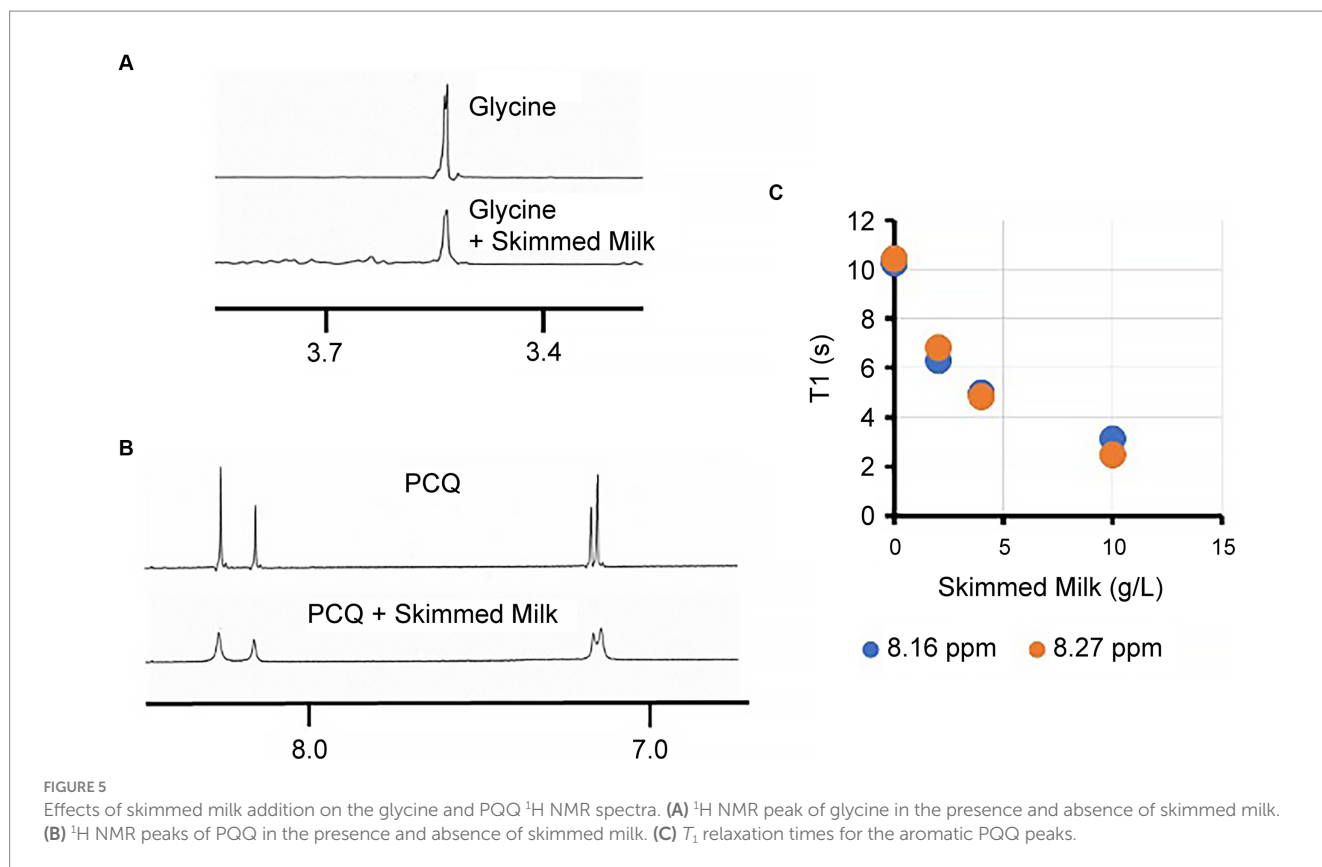 A
Glycine
Glycine
+ Skimmed Milk
3.7
3.4
B
PCQ
PCQ + Skimmed Milk
8.0
7.0
C
12
10
8
6
4
2
0
T1 (s)
0
5
10
15
Skimmed Milk (g/L)
8.16 ppm
8.27 ppm
FIGURE 5
Effects of skimmed milk addition on the glycine and PQQ ¹H NMR spectra. (A) ¹H NMR peak of glycine in the presence and absence of skimmed milk.
(B) ¹H NMR peaks of PQQ in the presence and absence of skimmed milk. (C) T₁ relaxation times for the aromatic PQQ peaks.